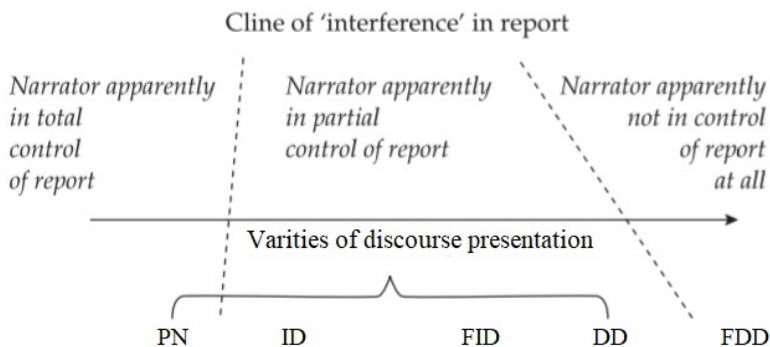 Cline of ‘interference’ in report
Narrator apparently
in total
control
of report
Narrator apparently
in partial
control of report
Narrator apparently
not in control
of report
at all
Varities of discourse presentation
PN ID FID DD FDD